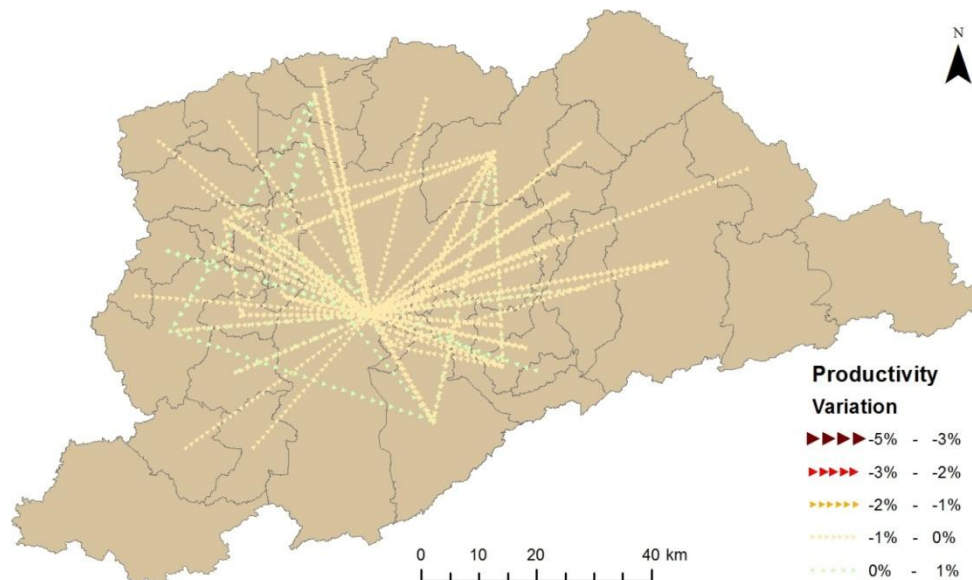 N
Productivity
Variation
-5% - -3%
-3% - -2%
-2% - -1%
-1% - 0%
0% - 1%
0 10 20 40 km